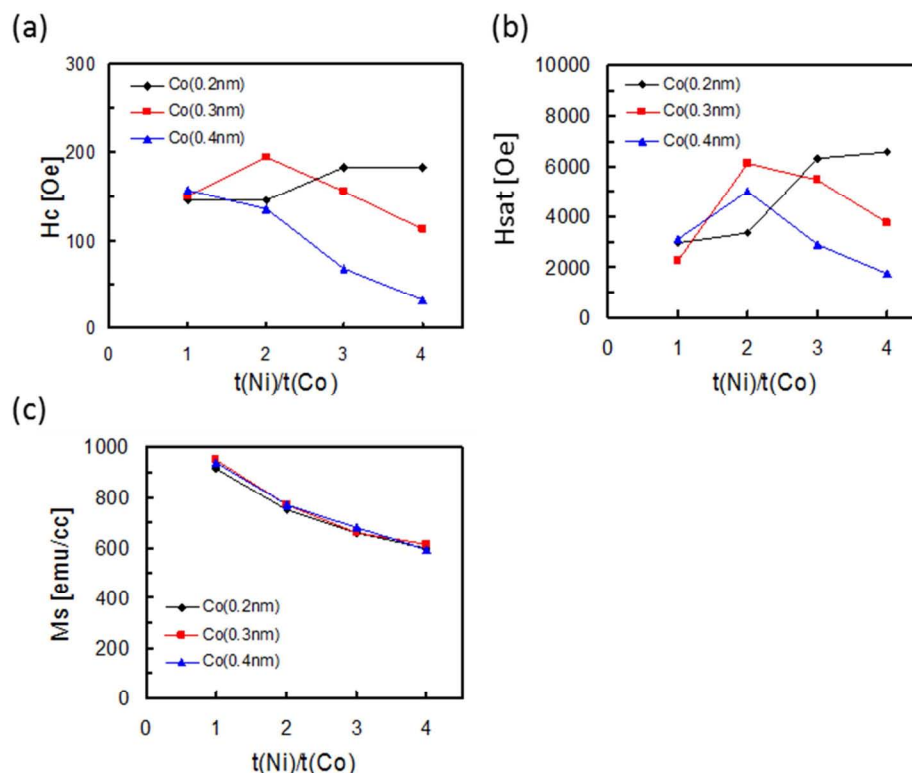 (a)
300
200
100
0
Hc [Oe]
Co(0.2nm)
Co(0.3nm)
Co(0.4nm)
0 1 2 3 4
t(Ni)/t(Co)
(b)
10000
8000
6000
4000
2000
0
Hsat [Oe]
Co(0.2nm)
Co(0.3nm)
Co(0.4nm)
0 1 2 3 4
t(Ni)/t(Co)
(c)
1000
800
600
400
200
0
Ms [emu/cc]
Co(0.2nm)
Co(0.3nm)
Co(0.4nm)
0 1 2 3 4
t(Ni)/t(Co)